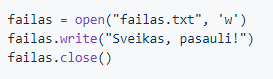 failas = open("failas.txt", 'w')
failas.write("Sveikas, pasauli!")
failas.close()